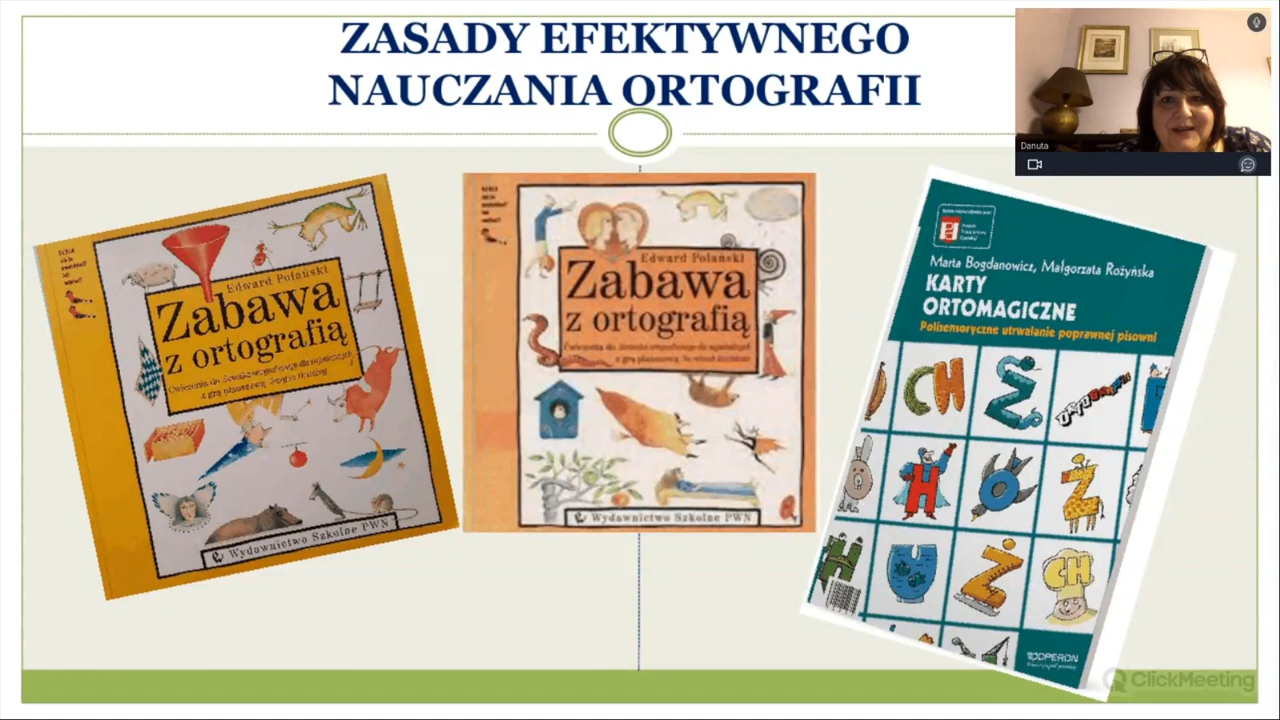 ZASADY EFEKTYWNEGO
NAUCZANIA ORTOGRAFII
Danuta
Edward Polański
Zabawa
z ortografią
Wydawnictwo Szkolne PWN
Edward Polański
Zabawa
z ortografią
Wydawnictwo Szkolne PWN
Marta Bogdanowicz, Małgorzata Rożyńska
KARTY
ORTOMAGICZNE
Polisensoryczne utrwalanie poprawnej pisowni
CH
H
Ż
CH
OPERON
ClickMeeting